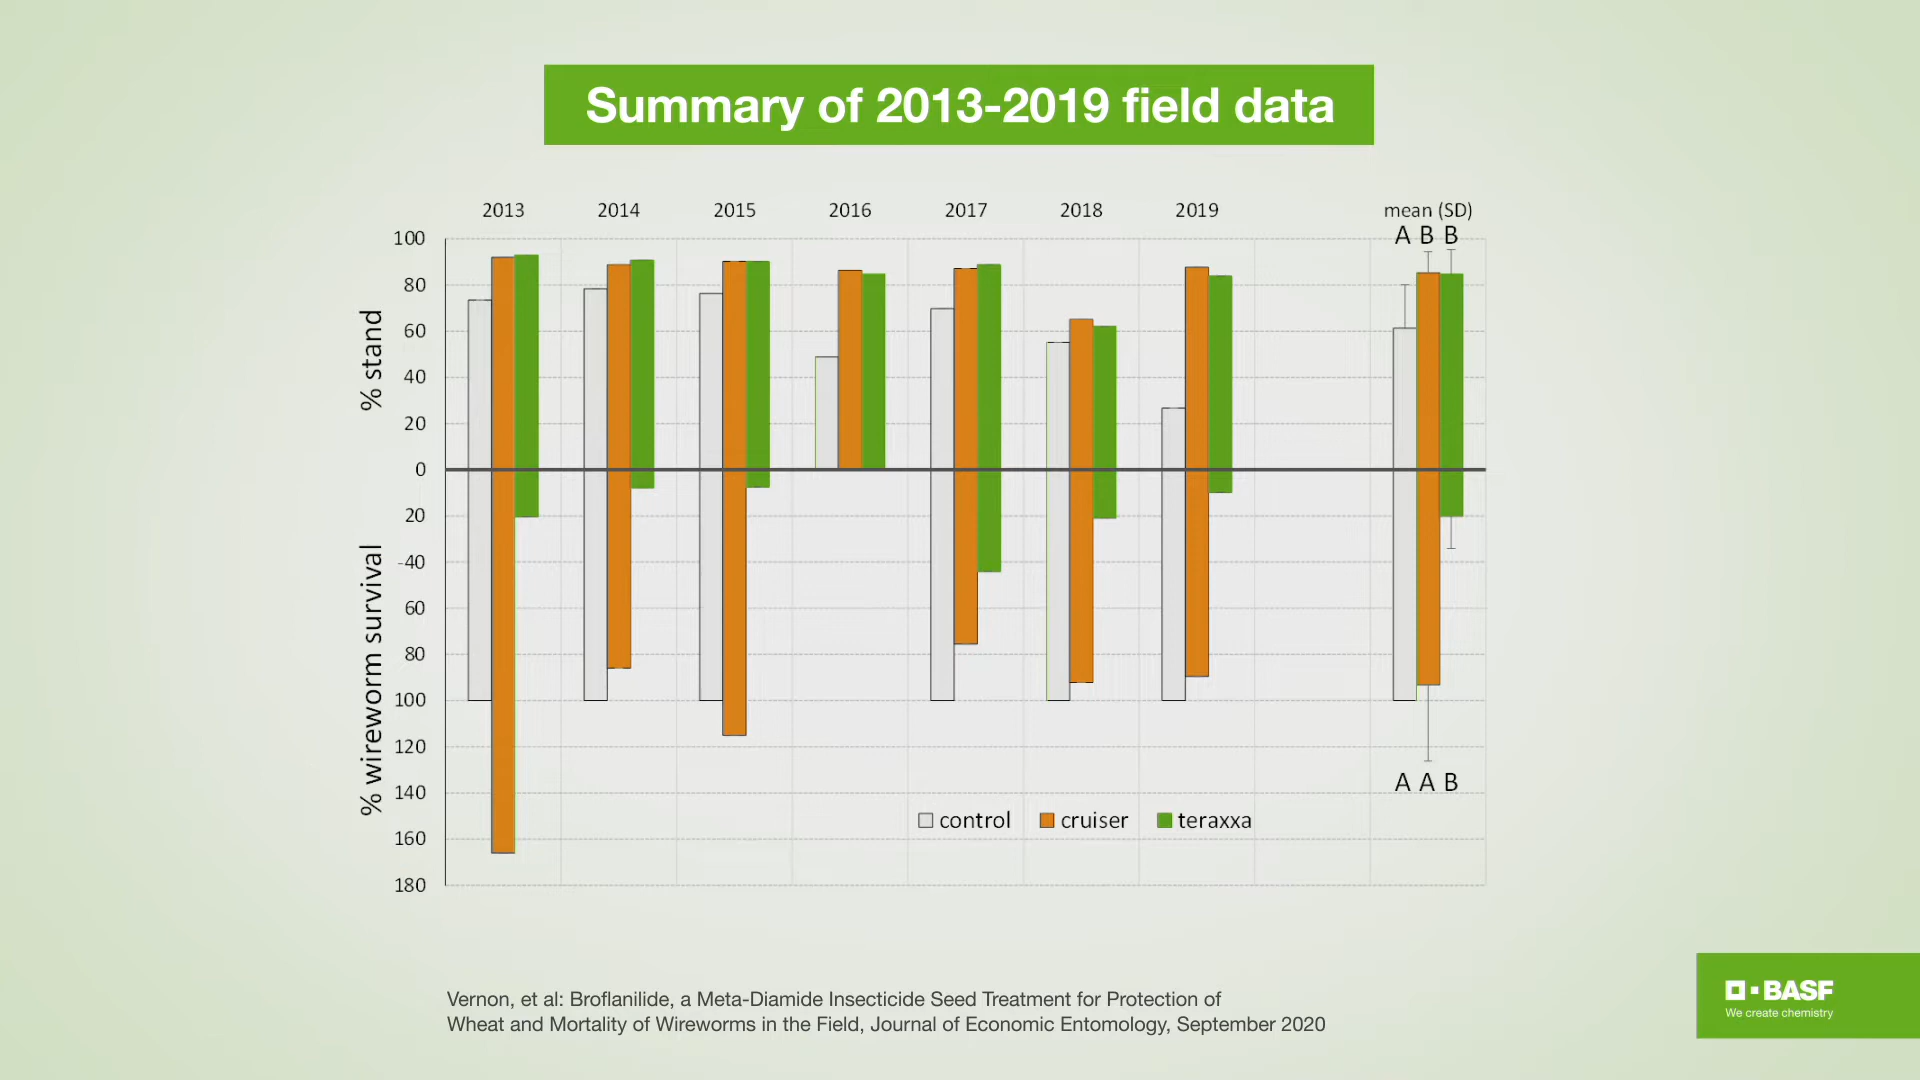 Summary of 2013-2019 field data
2013 2014 2015 2016 2017 2018 2019 mean (SD)
A B B
% stand
100
80
60
40
20
0
% wireworm survival
20
-40
60
80
100
120
140
160
180
A A B
control cruiser teraxxa
Vernon, et al: Broflanilide, a Meta-Diamide Insecticide Seed Treatment for Protection of
Wheat and Mortality of Wireworms in the Field, Journal of Economic Entomology, September 2020
BASF
We create chemistry